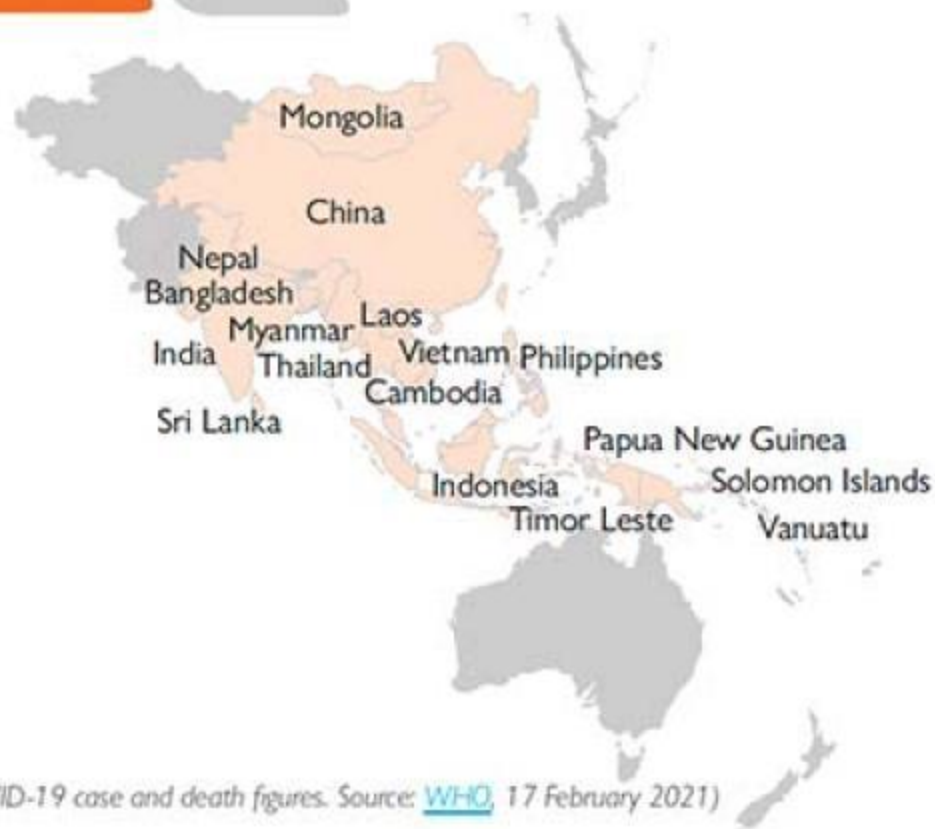 Mongolia
China
Nepal
Bangladesh
Laos
Myanmar
India
Thailand
Vietnam
Philippines
Cambodia
Sri Lanka
Papua New Guinea
Solomon Islands
Indonesia
Timor Leste
Vanuatu
ID-19 case and death figures. Source: WHO, 17 February 2021)